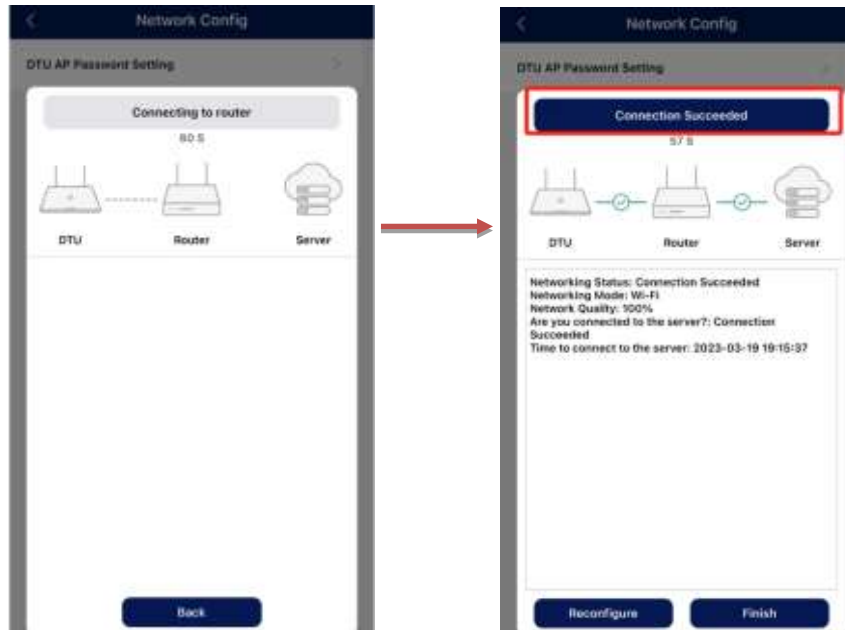 Network Config
DTU AP Password Setting
Connecting to router
60 S
DTU
Router
Server
Back
Network Config
DTU AP Password Setting
Connection Succeeded
57 S
DTU
Router
Server
Networking Status: Connection Succeeded
Networking Mode: Wi-Fi
Network Quality: 100%
Are you connected to the server?: Connection
Succeeded
Time to connect to the server: 2023-03-19 19:15:37
Reconfigure
Finish